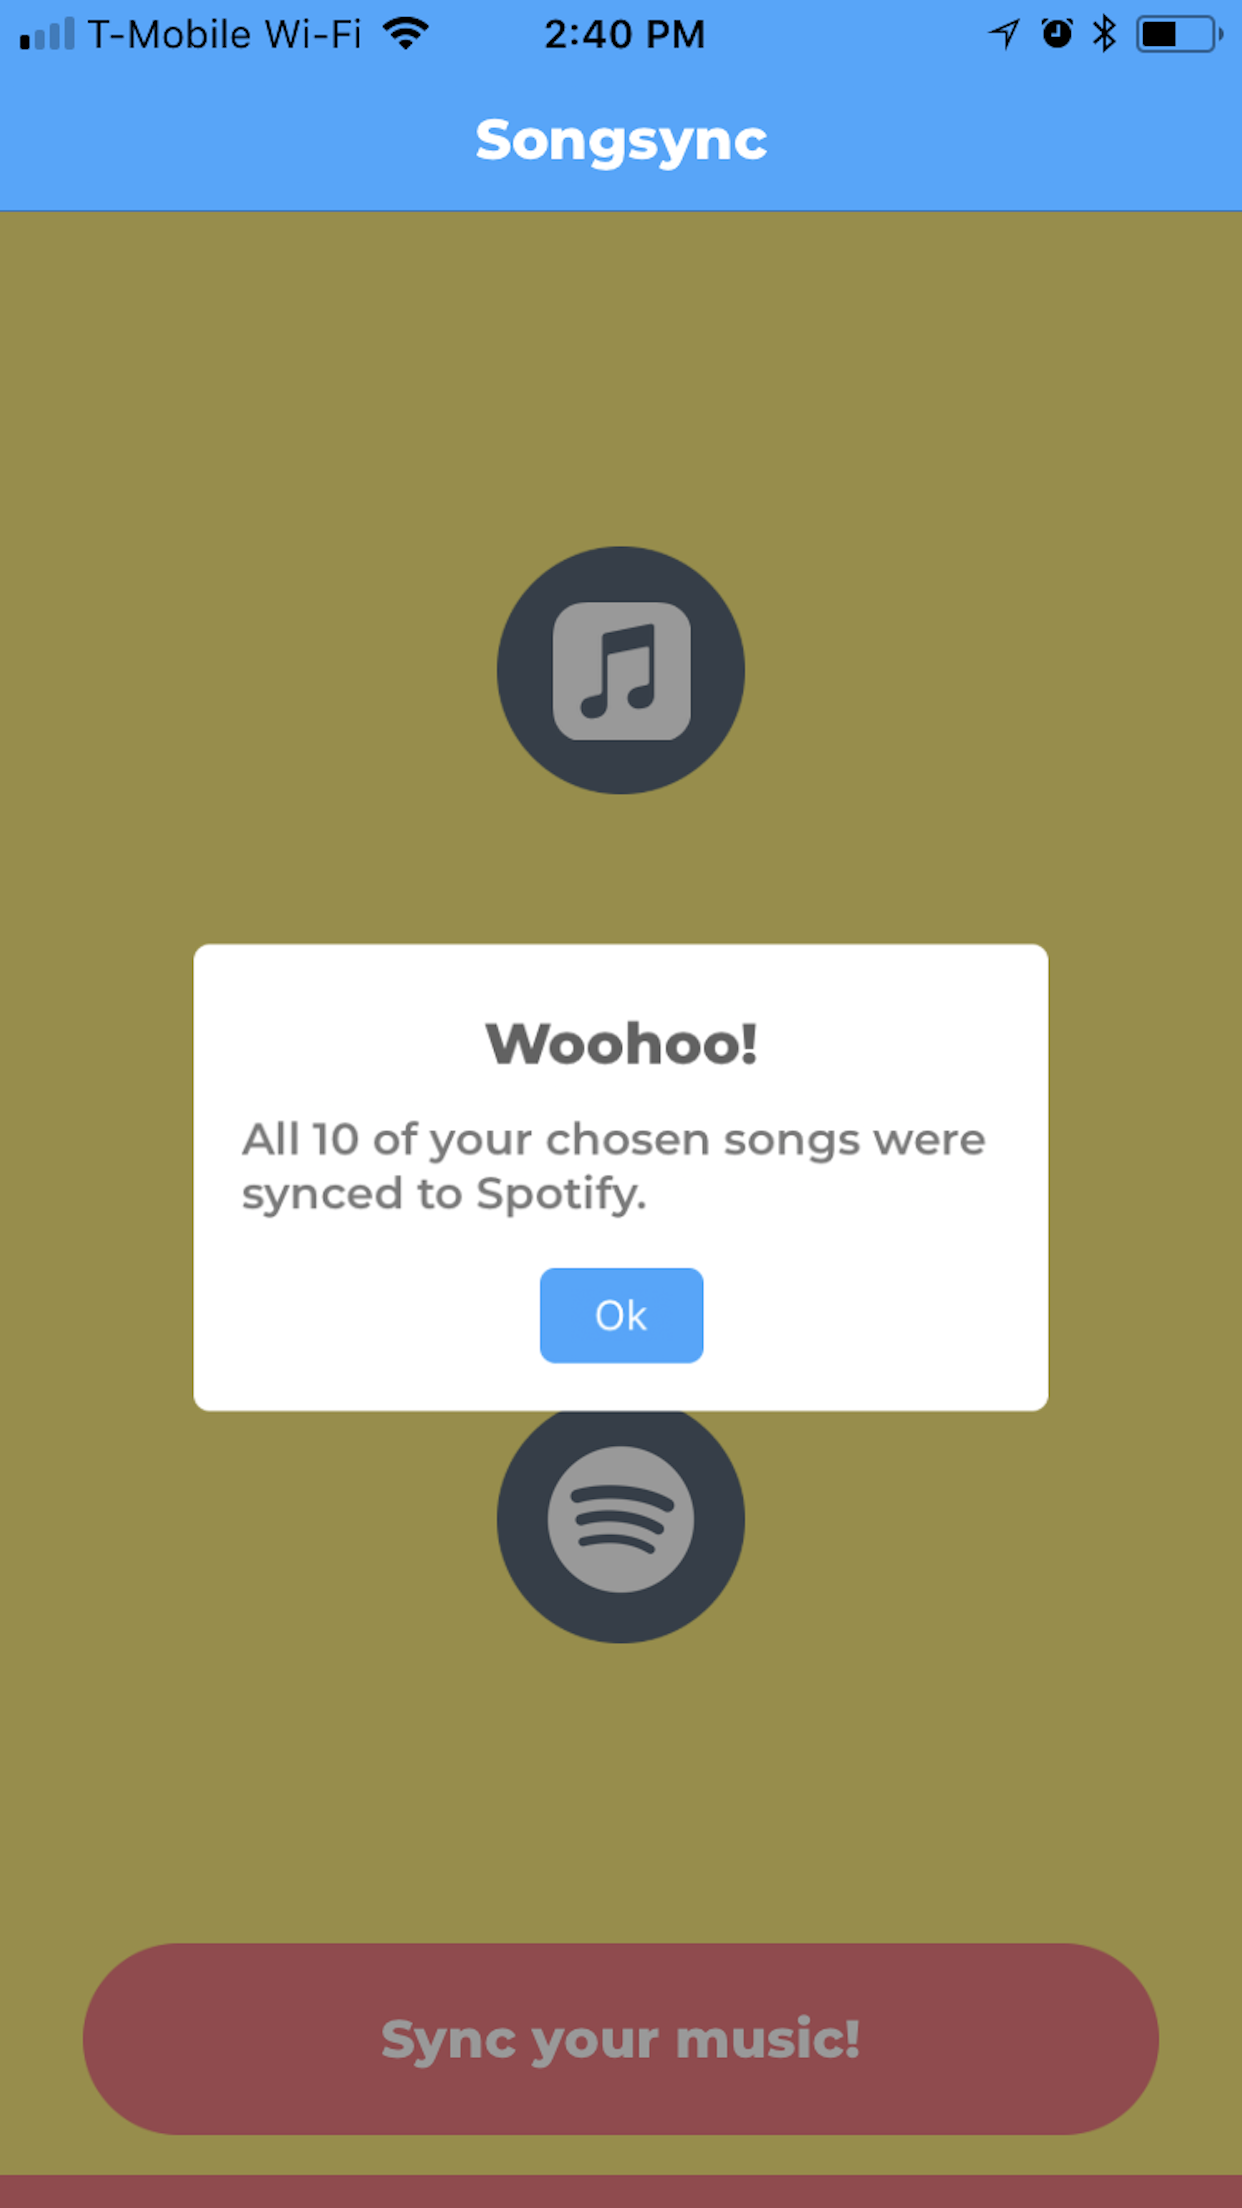 T-Mobile Wi-Fi 2:40 PM
Songsync
Woohoo!
All 10 of your chosen songs were
synced to Spotify.
Ok
Sync your music!